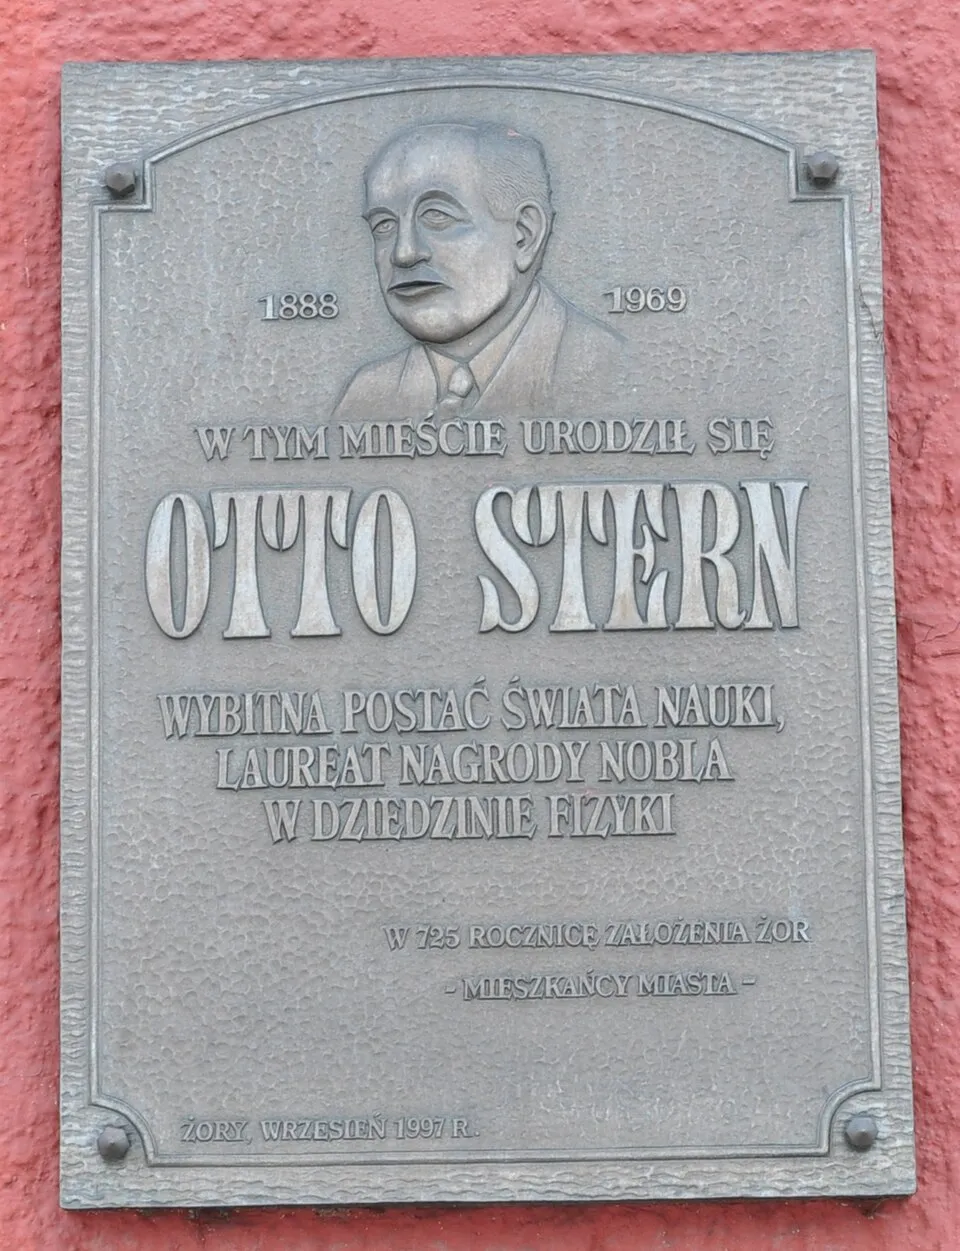 1888 1969
W TYM MIEŚCIE URODZIŁ SIĘ
OTTO STERN
WYBITNA POSTAĆ ŚWIATA NAUKI,
LAUREAT NAGRODY NOBLA
W DZIEDZINIE FIZYKI
W 725 ROCZNICĘ ZAŁOŻENIA ŻOR
- MIESZKAŃCY MIASTA -
ŻORY, WRZESIEŃ 1997 R.